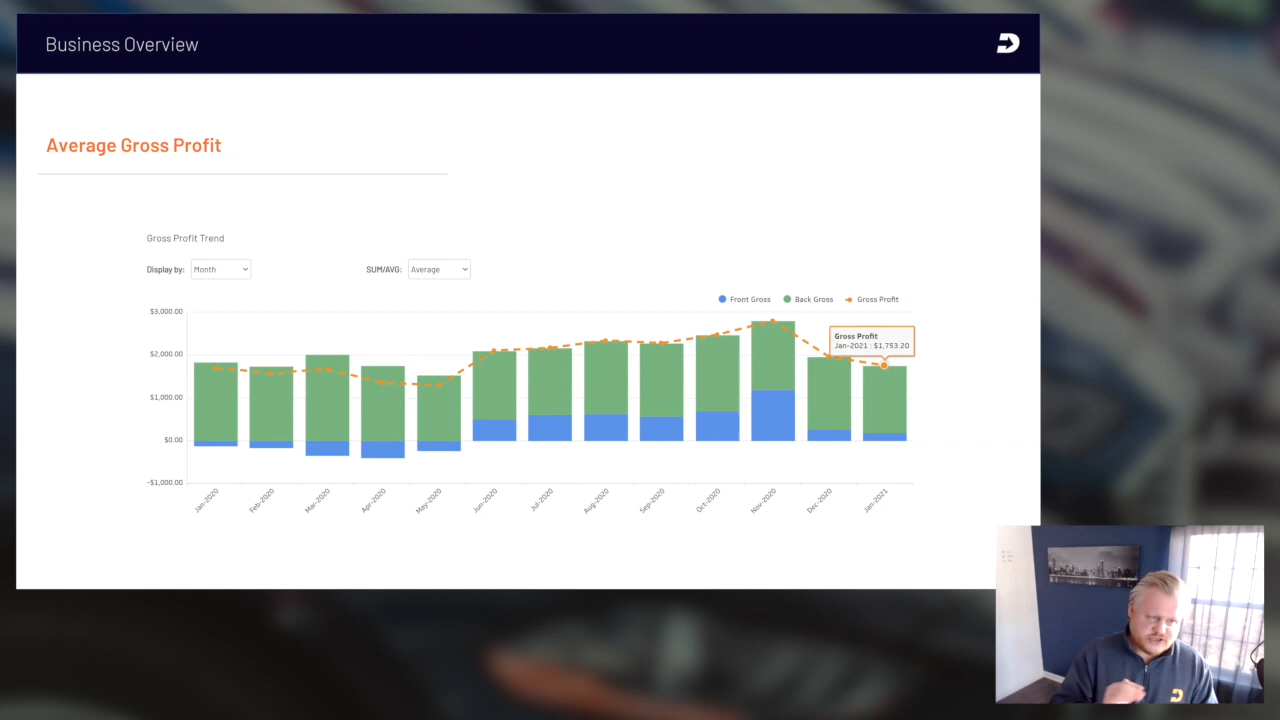 Business Overview
Average Gross Profit
Gross Profit Trend
Display by: Month SUM/AVG: Average
Front Gross Back Gross Gross Profit
$3,000.00
$2,000.00
$1,000.00
$0.00
-$1,000.00
Gross Profit
Jan-2021 : $1,753.20
Jan-2020 Feb-2020 Mar-2020 Apr-2020 May-2020 Jun-2020 Jul-2020 Aug-2020 Sep-2020 Oct-2020 Nov-2020 Dec-2020 Jan-2021